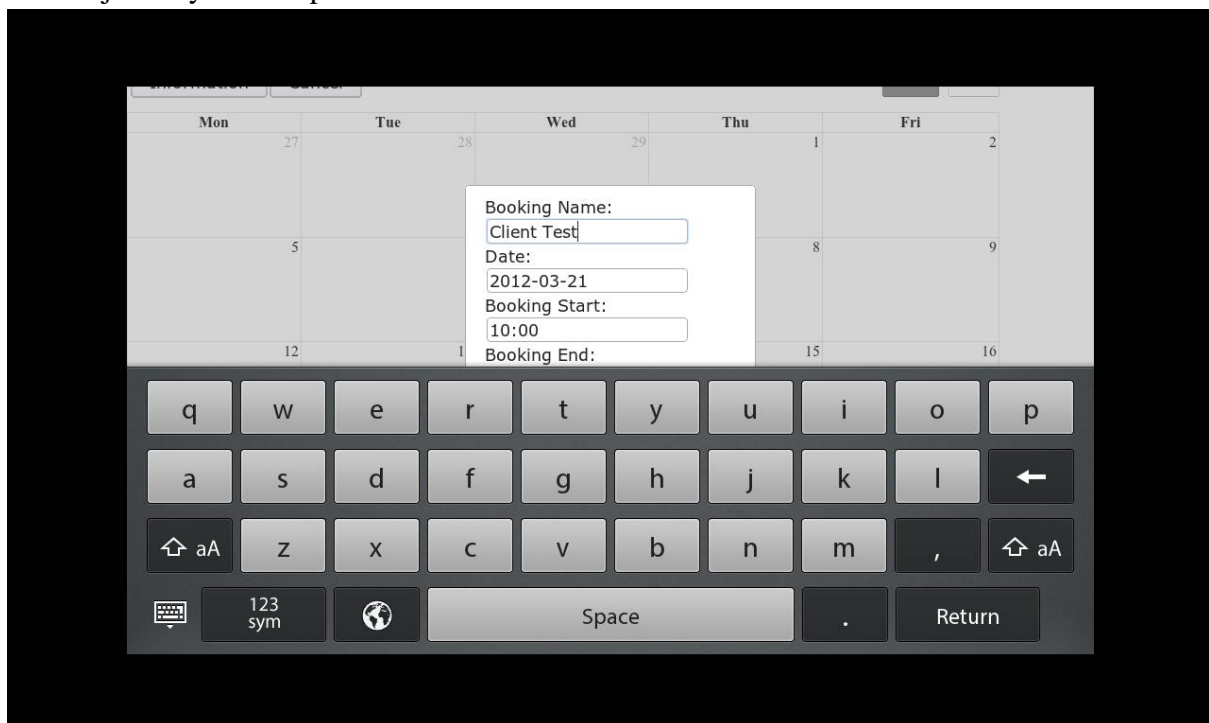 Mon Tue Wed Thu Fri
27 28 29 1 2
Booking Name:
Client Test
Date:
5 8 9
2012-03-21
Booking Start:
10:00
12 1 15 16
Booking End:
q w e r t y u i o p
a s d f g h j k l
aA z x c v b n m , aA
123
sym
Space . Return